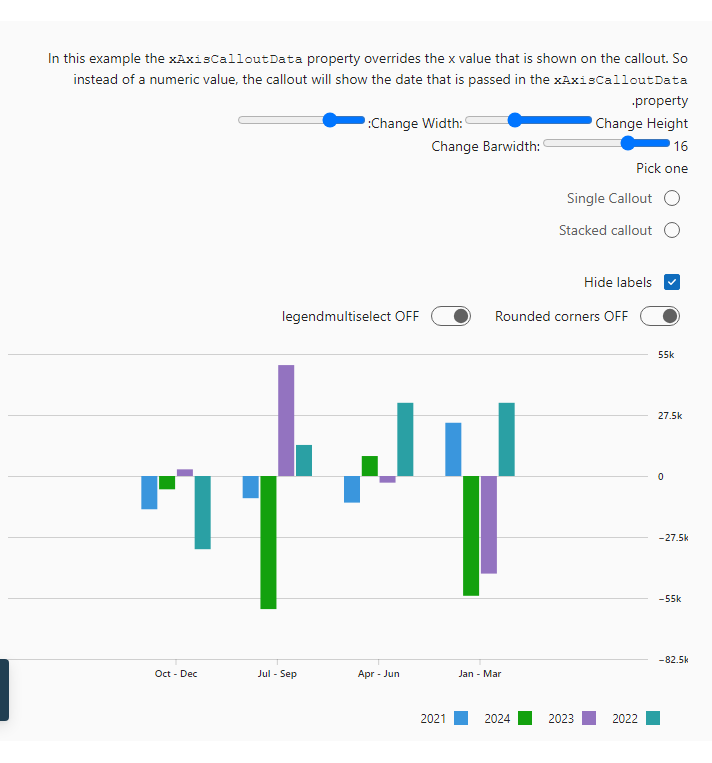 In this example the xAxisCalloutData property overrides the x value that is shown on the callout. So
instead of a numeric value, the callout will show the date that is passed in the xAxisCalloutData
.property
:Change Width: Change Height
Change Barwidth: 16
Pick one
Single Callout
Stacked callout
Hide labels
legendmultiselect OFF Rounded corners OFF
55k
27.5k
0
−27.5k
−55k
−82.5k
Oct - Dec Jul - Sep Apr - Jun Jan - Mar
2021 2024 2023 2022